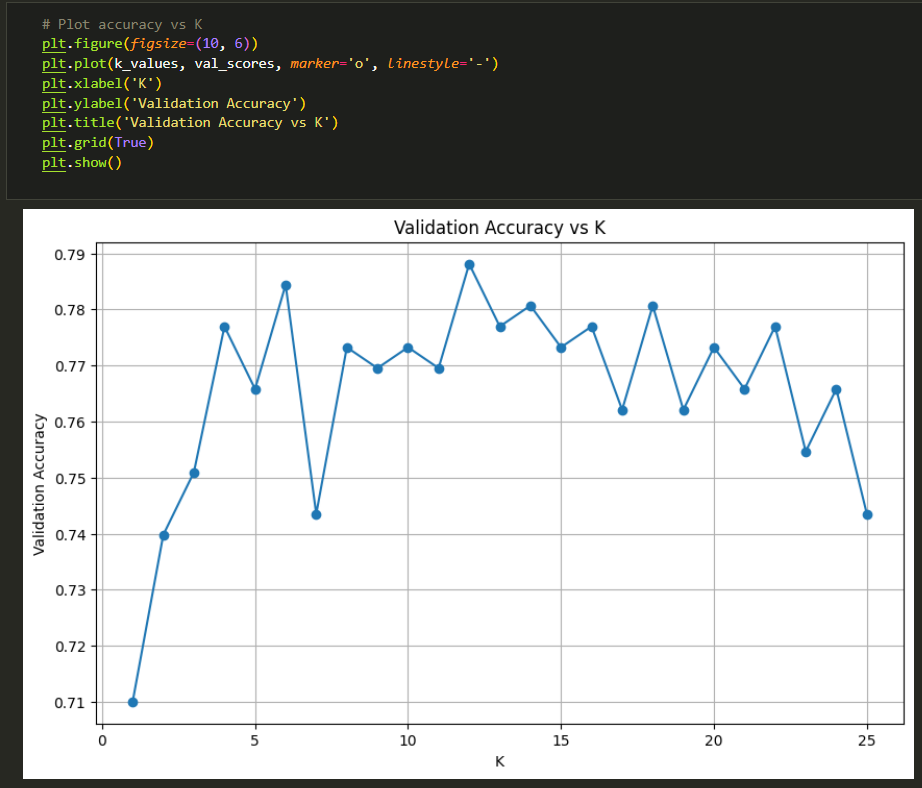 # Plot accuracy vs K
plt.figure(figsize=(10, 6))
plt.plot(k_values, val_scores, marker='o', linestyle='-')
plt.xlabel('K')
plt.ylabel('Validation Accuracy')
plt.title('Validation Accuracy vs K')
plt.grid(True)
plt.show()
Validation Accuracy vs K
Validation Accuracy
0.79
0.78
0.77
0.76
0.75
0.74
0.73
0.72
0.71
0 5 10 15 20 25
K